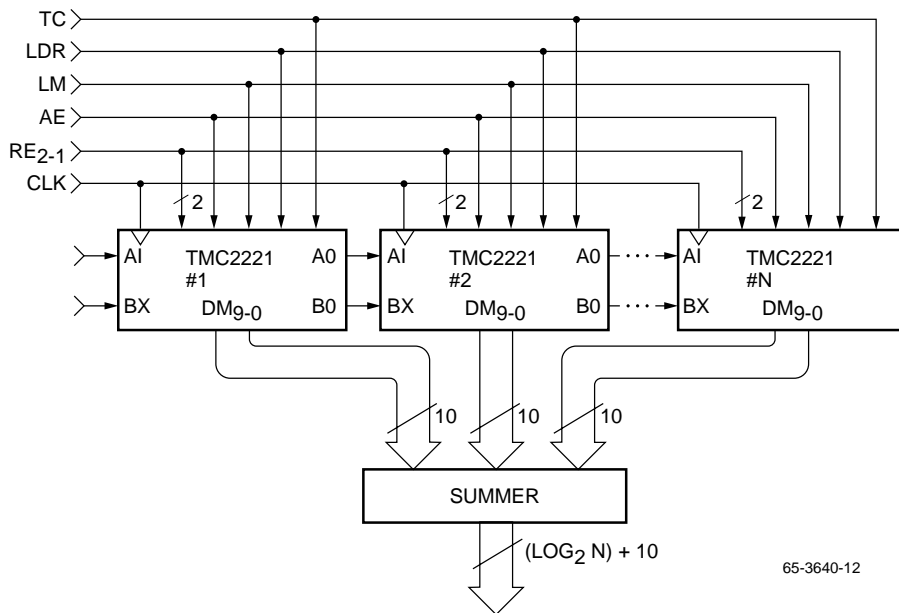 TC
LDR
LM
AE
RE2-1
CLK
2 2 2
AI TMC2221 A0 AI TMC2221 A0 ··· AI TMC2221
#1 #2 #N
BX DM9-0 B0 BX DM9-0 B0 ··· BX DM9-0
10 10 10
SUMMER
(LOG2 N) + 10
65-3640-12